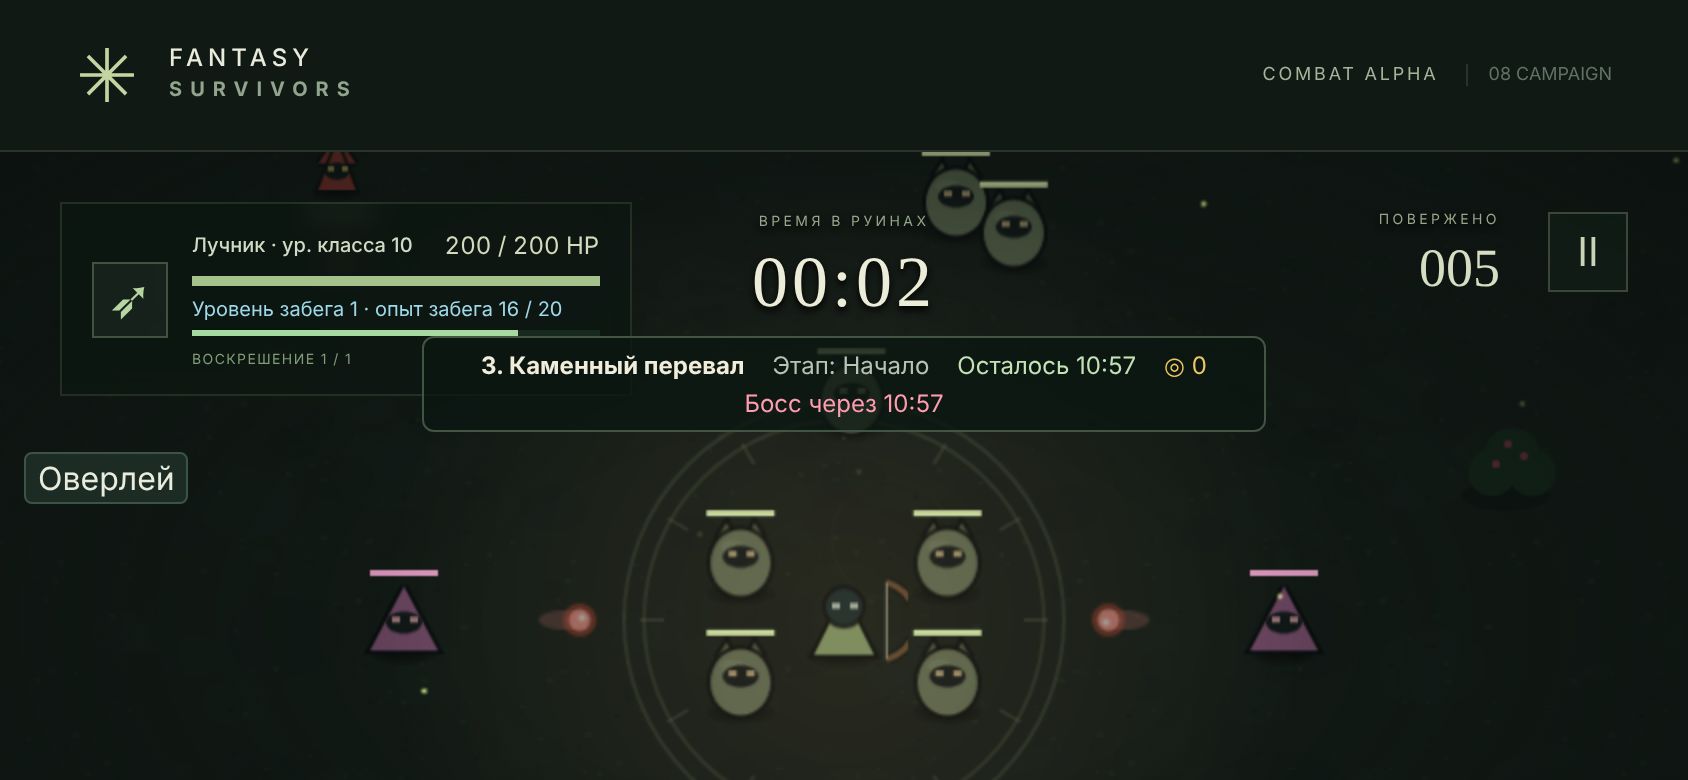 FANTASY
SURVIVORS
COMBAT ALPHA
08 CAMPAIGN
Лучник · ур. класса 10
200 / 200 HP
Уровень забега 1 · опыт забега 16 / 20
ВОСКРЕШЕНИЕ 1 / 1
ВРЕМЯ В РУИНАХ
00:02
ПОВЕРЖЕНО
005
3. Каменный перевал Этап: Начало Осталось 10:57 ◎ 0
Босс через 10:57
Оверлей